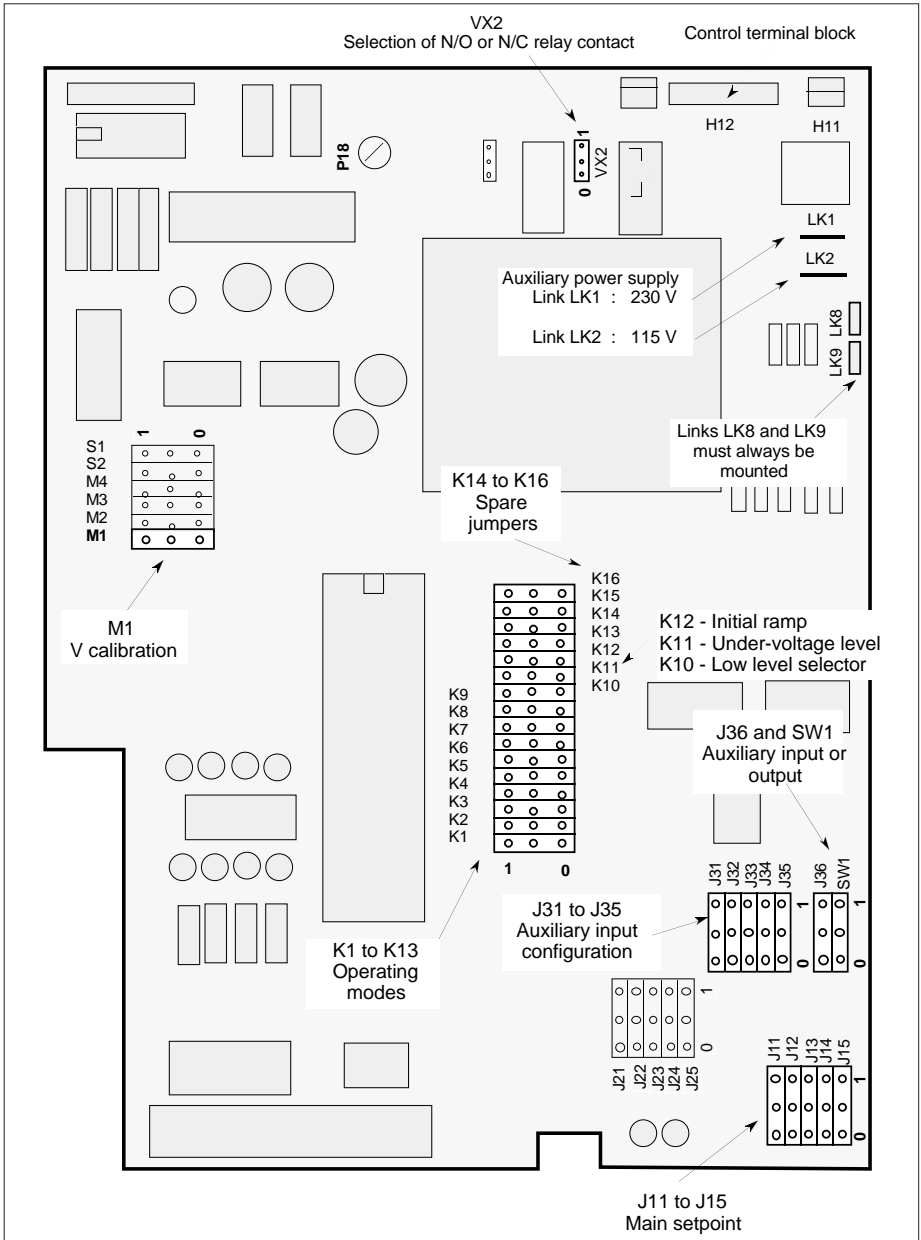 VX2
Selection of N/O or N/C relay contact
Control terminal block
H12
H11
P18
1
VX2
0
LK1
LK2
Auxiliary power supply
Link LK1 : 230 V
Link LK2 : 115 V
LK8
LK9
Links LK8 and LK9
must always be
mounted
1 0
S1
S2
M4
M3
M2
M1
M1
V calibration
K14 to K16
Spare
jumpers
K16
K15
K14
K13
K12
K11
K10
K12 - Initial ramp
K11 - Under-voltage level
K10 - Low level selector
K9
K8
K7
K6
K5
K4
K3
K2
K1
1 0
K1 to K13
Operating
modes
J36 and SW1
Auxiliary input or
output
J31
J32
J33
J34
J35
1
0
J36
SW1
1
0
J31 to J35
Auxiliary input
configuration
1
0
J21
J22
J23
J24
J25
J11
J12
J13
J14
J15
1
0
J11 to J15
Main setpoint